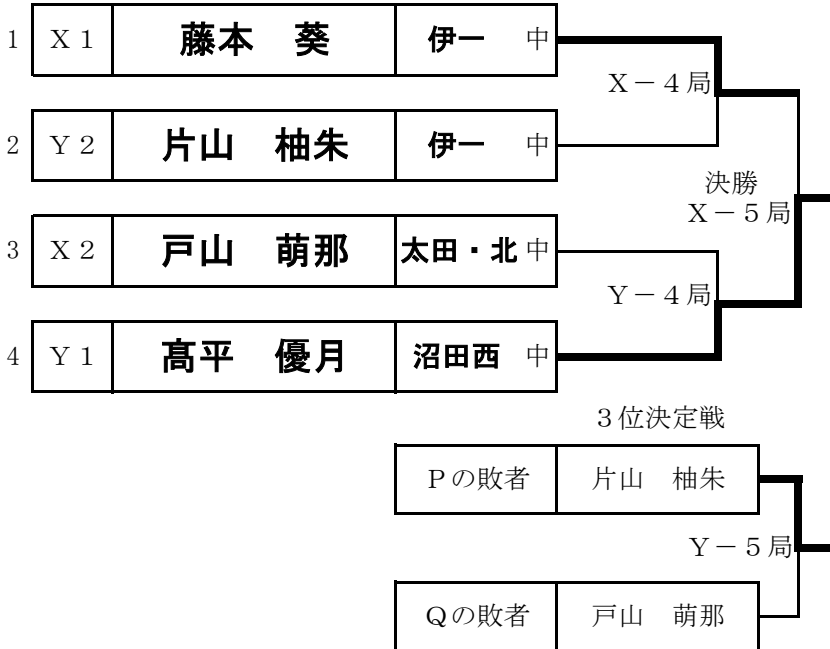 1 X1 藤本　葵 伊一 中
X－4局
2 Y2 片山　柚朱 伊一 中
決勝
X－5局
3 X2 戸山　萌那 太田・北 中
Y－4局
4 Y1 髙平　優月 沼田西 中
3位決定戦
Pの敗者 片山　柚朱
Y－5局
Qの敗者 戸山　萌那